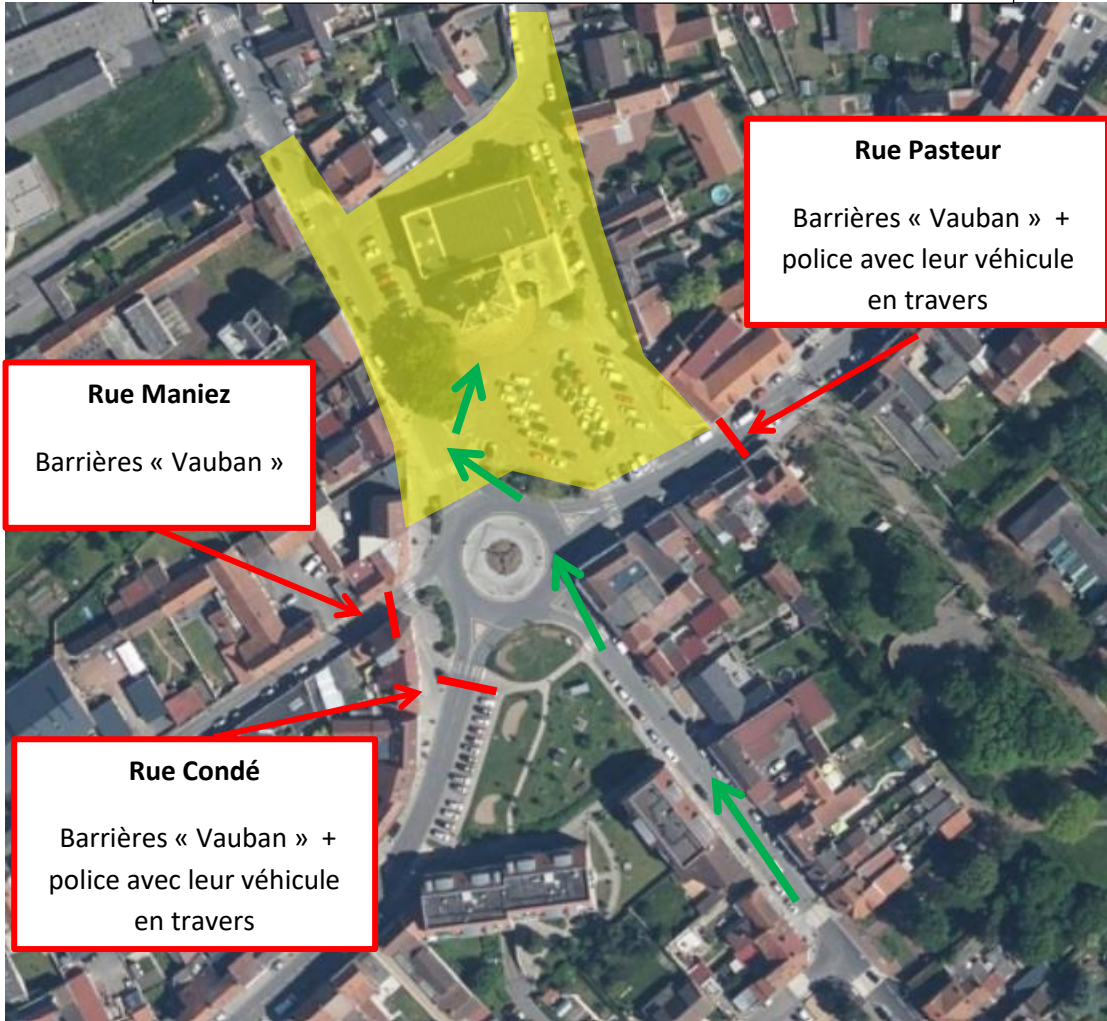 Rue Pasteur
Barrières « Vauban » +
police avec leur véhicule
en travers
Rue Maniez
Barrières « Vauban »
Rue Condé
Barrières « Vauban » +
police avec leur véhicule
en travers